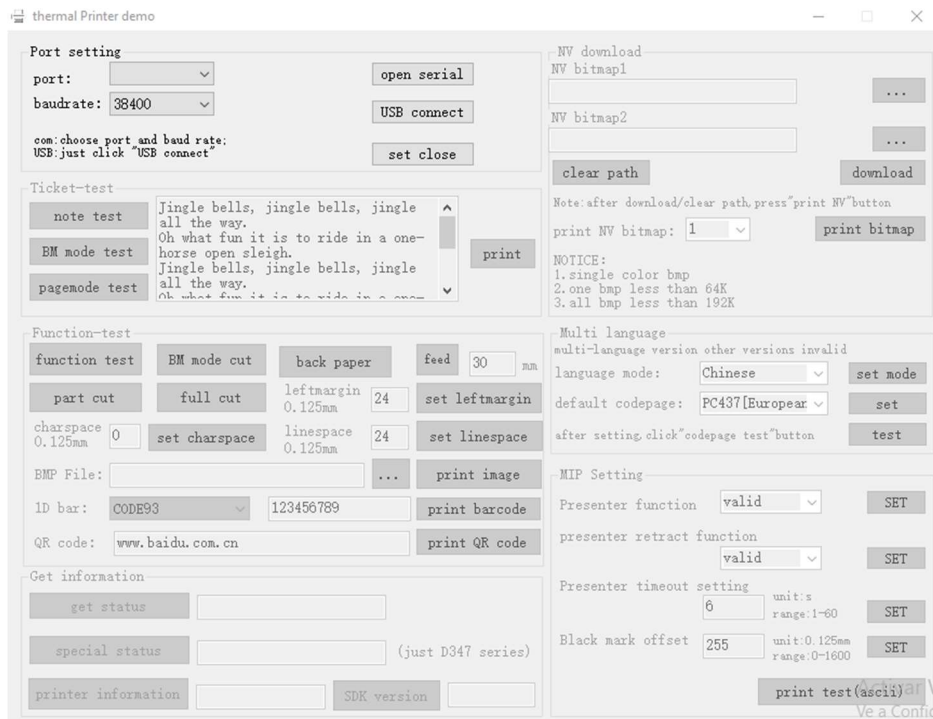 thermal Printer demo
Port setting
port:
open serial
baudrate: 38400
USB connect
com:choose port and baud rate;
USB:just click "USB connect"
set close
Ticket-test
note test
BM mode test
pagemode test
Jingle bells, jingle bells, jingle
all the way.
Oh what fun it is to ride in a one-
horse open sleigh.
Jingle bells, jingle bells, jingle
all the way.
Oh what fun it is to ride in a one-
print
Function-test
function test BM mode cut back paper feed 30 mm
part cut full cut leftmargin 0.125mm 24 set leftmargin
charspace 0.125mm 0 set charspace linespace 0.125mm 24 set linespace
BMP File: ... print image
1D bar: CODE93 123456789 print barcode
QR code: www.baidu.com.cn print QR code
Get information
get status
special status (just D347 series)
printer information SDK version
NV download
NV bitmap1
...
NV bitmap2
...
clear path download
Note:after download/clear path,press"print NV"button
print NV bitmap: 1 print bitmap
NOTICE:
1.single color bmp
2.one bmp less than 64K
3.all bmp less than 192K
Multi language
multi-language version other versions invalid
language mode: Chinese set mode
default codepage: PC437[European set
after setting,click"codepage test"button test
MIP Setting
Presenter function valid SET
presenter retract function
valid SET
Presenter timeout setting
6 unit:s
range:1-60 SET
Black mark offset 255 unit:0.125mm
range:0-1600 SET
print test(ascii)